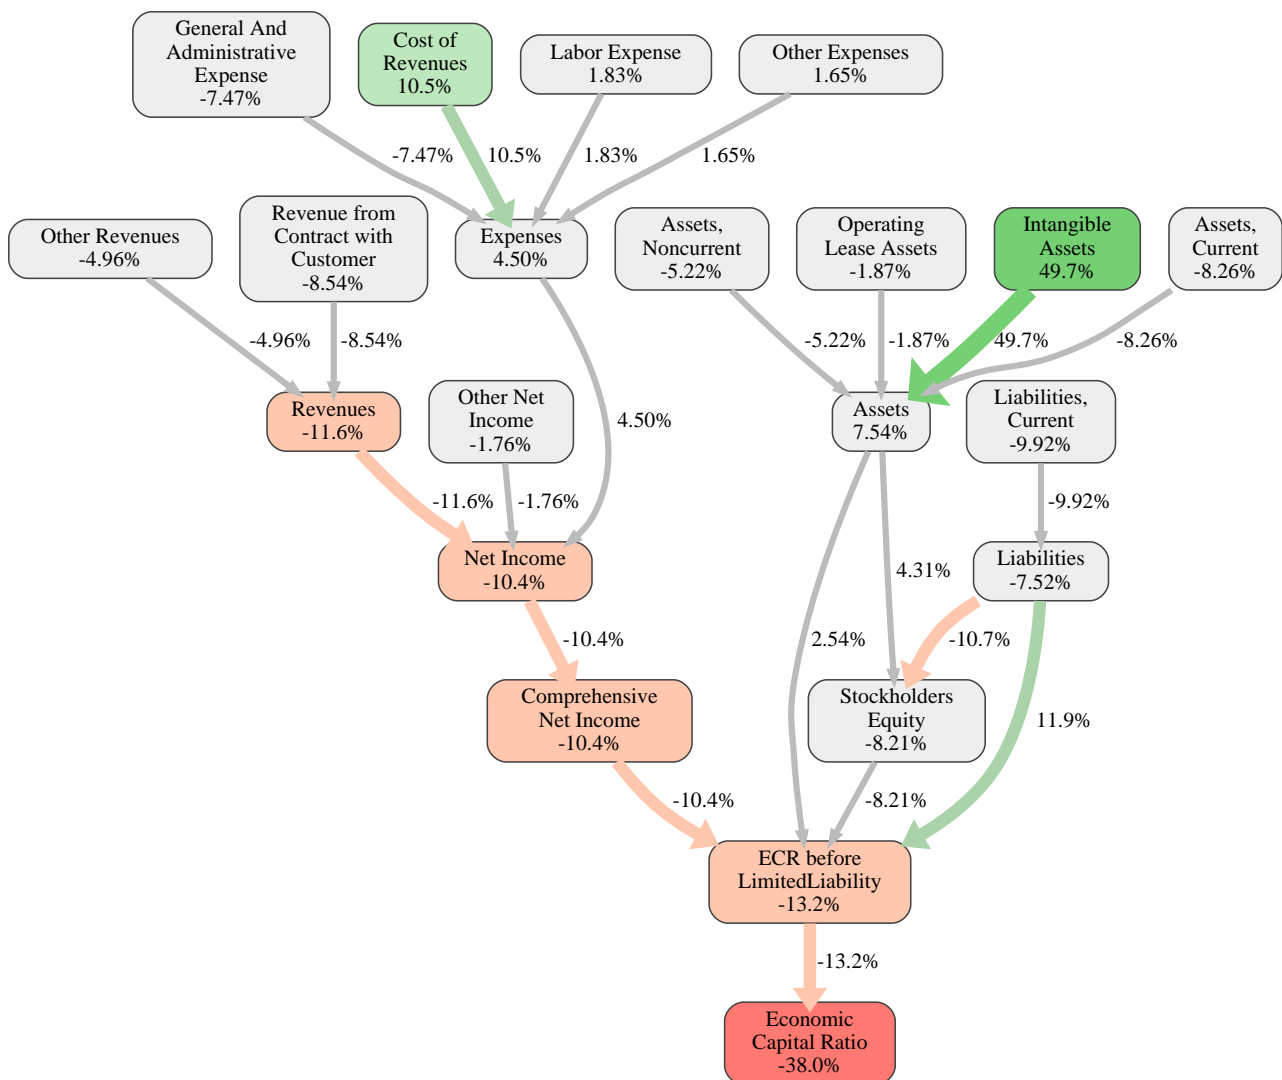 General And
Administrative
Expense
-7.47%
Cost of
Revenues
10.5%
Labor Expense
1.83%
Other Expenses
1.65%
-7.47%
10.5%
1.83%
1.65%
Other Revenues
-4.96%
Revenue from
Contract with
Customer
-8.54%
Expenses
4.50%
Assets,
Noncurrent
-5.22%
Operating
Lease Assets
-1.87%
Intangible
Assets
49.7%
Assets,
Current
-8.26%
-4.96%
-8.54%
-5.22%
-1.87%
49.7%
-8.26%
Revenues
-11.6%
Other Net
Income
-1.76%
4.50%
Assets
7.54%
Liabilities,
Current
-9.92%
-11.6%
-1.76%
-9.92%
Net Income
-10.4%
4.31%
Liabilities
-7.52%
-10.4%
2.54%
-10.7%
Comprehensive
Net Income
-10.4%
Stockholders
Equity
-8.21%
11.9%
-10.4%
-8.21%
ECR before
LimitedLiability
-13.2%
-13.2%
Economic
Capital Ratio
-38.0%